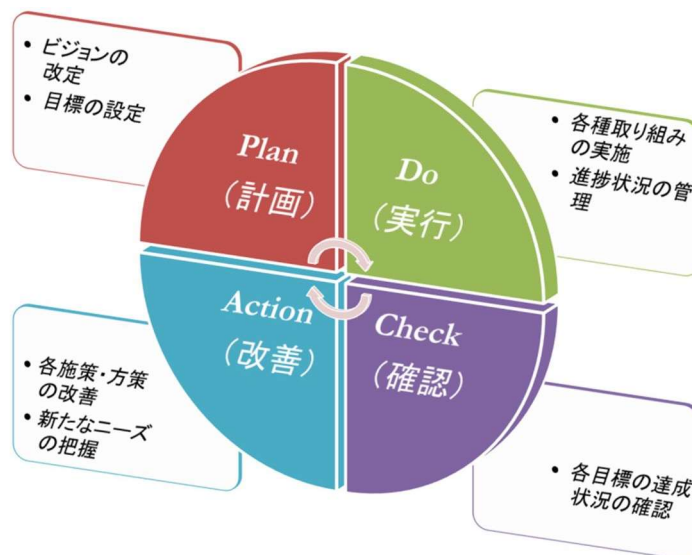 • ビジョンの
改定
• 目標の設定
Plan
（計画）
Do
（実行）
• 各種取り組み
の実施
• 進捗状況の管
理
Action
（改善）
Check
（確認）
• 各施策・方策
の改善
• 新たなニーズ
の把握
• 各目標の達成
状況の確認